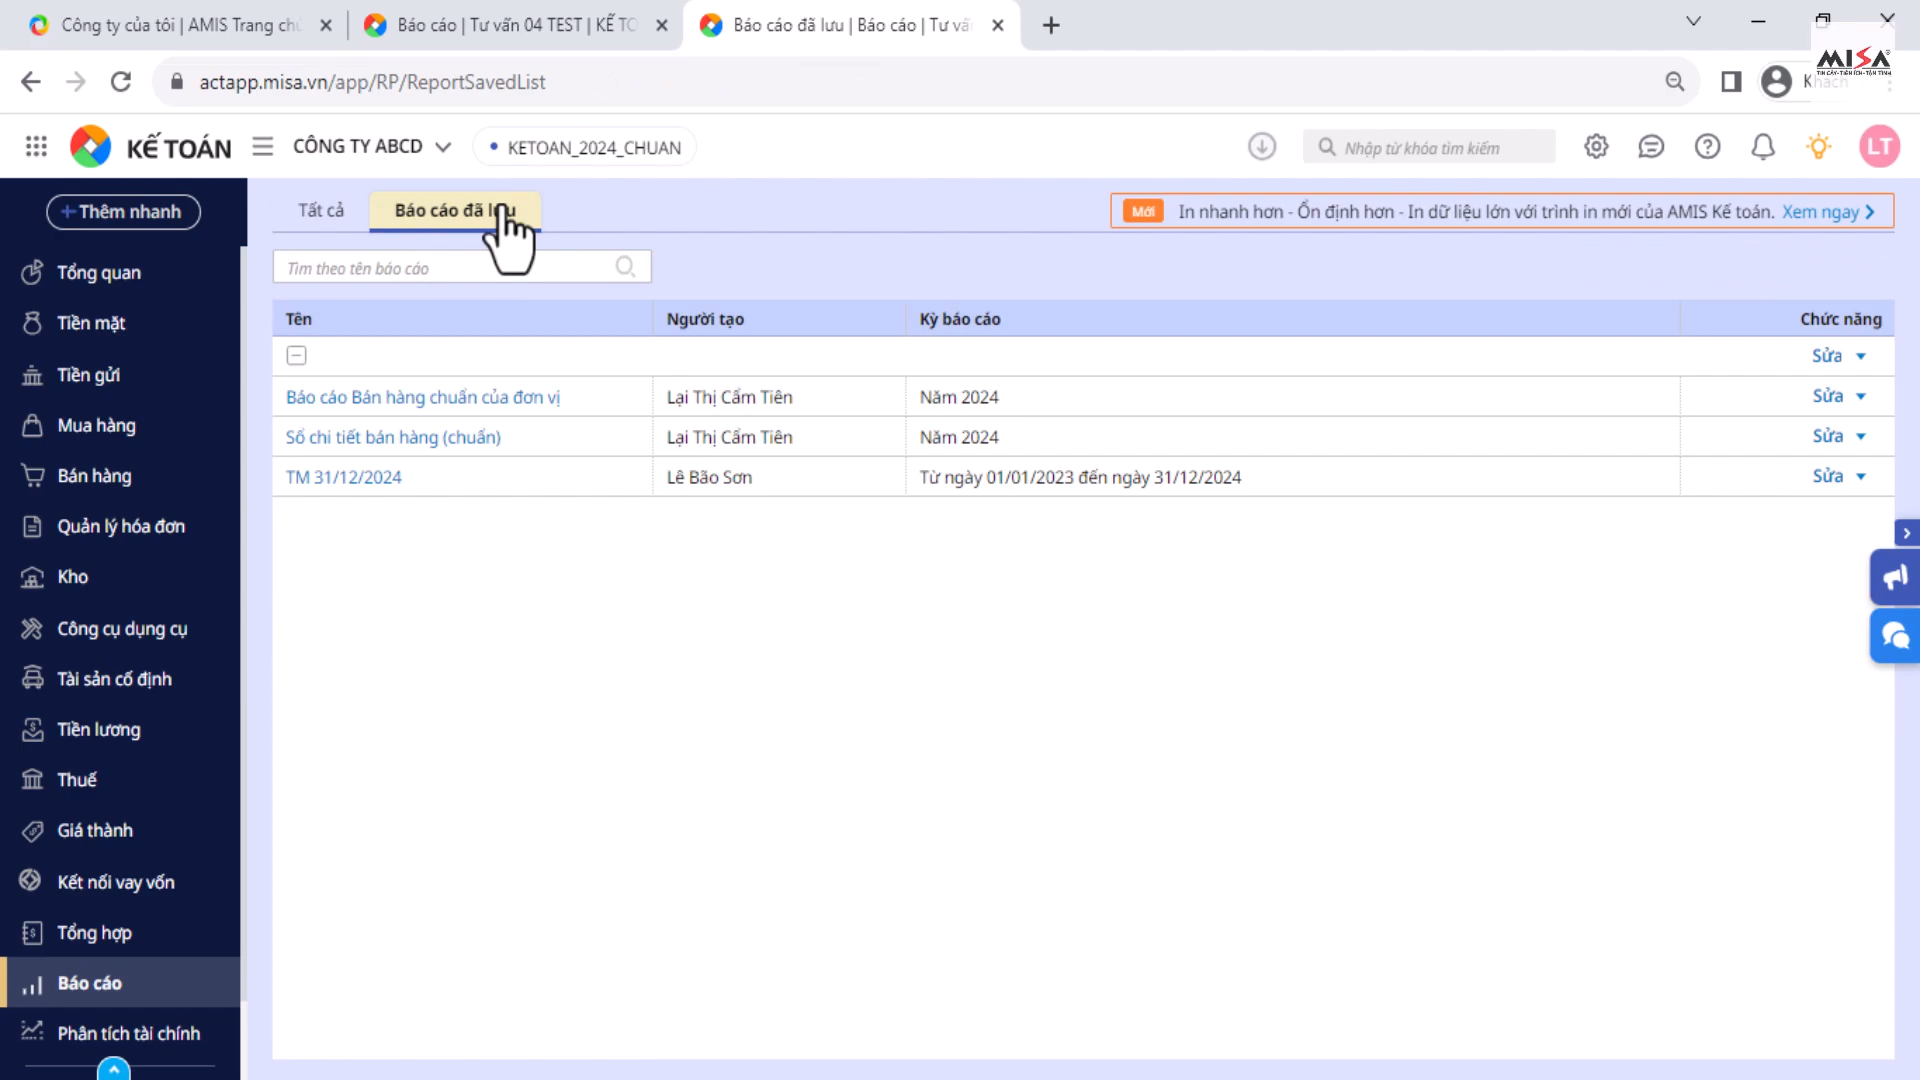 Công ty của tôi | AMIS Trang chủ
Báo cáo | Tư vấn 04 TEST | KẾ TO
Báo cáo đã lưu | Báo cáo | Tư vấ
actapp.misa.vn/app/RP/ReportSavedList
Khách
MISA
TIN CẬY-TIỆN ÍCH-TẬN TÌNH
KẾ TOÁN
CÔNG TY ABCD
KETOAN_2024_CHUAN
Nhập từ khóa tìm kiếm
LT
+ Thêm nhanh
Tổng quan
Tiền mặt
Tiền gửi
Mua hàng
Bán hàng
Quản lý hóa đơn
Kho
Công cụ dụng cụ
Tài sản cố định
Tiền lương
Thuế
Giá thành
Kết nối vay vốn
Tổng hợp
Báo cáo
Phân tích tài chính
Tất cả
Báo cáo đã lưu
Mới In nhanh hơn - Ổn định hơn - In dữ liệu lớn với trình in mới của AMIS Kế toán. Xem ngay
Tìm theo tên báo cáo
Tên Người tạo Kỳ báo cáo Chức năng
Sửa
Báo cáo Bán hàng chuẩn của đơn vị Lại Thị Cẩm Tiên Năm 2024 Sửa
Sổ chi tiết bán hàng (chuẩn) Lại Thị Cẩm Tiên Năm 2024 Sửa
TM 31/12/2024 Lê Bão Sơn Từ ngày 01/01/2023 đến ngày 31/12/2024 Sửa